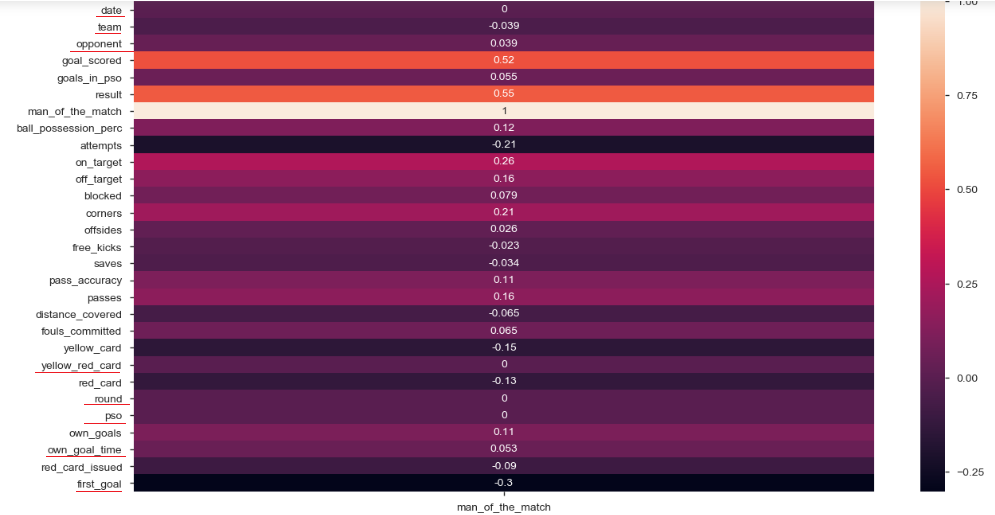 date 0
team -0.039
opponent 0.039
goal_scored 0.52
goals_in_pso 0.055
result 0.55
man_of_the_match 1
ball_possession_perc 0.12
attempts -0.21
on_target 0.26
off_target 0.16
blocked 0.079
corners 0.21
offsides 0.026
free_kicks -0.023
saves -0.034
pass_accuracy 0.11
passes 0.16
distance_covered -0.065
fouls_committed 0.065
yellow_card -0.15
yellow_red_card 0
red_card -0.13
round 0
pso 0
own_goals 0.11
own_goal_time 0.053
red_card_issued -0.09
first_goal -0.3
man_of_the_match
1.00
0.75
0.50
0.25
0.00
−0.25